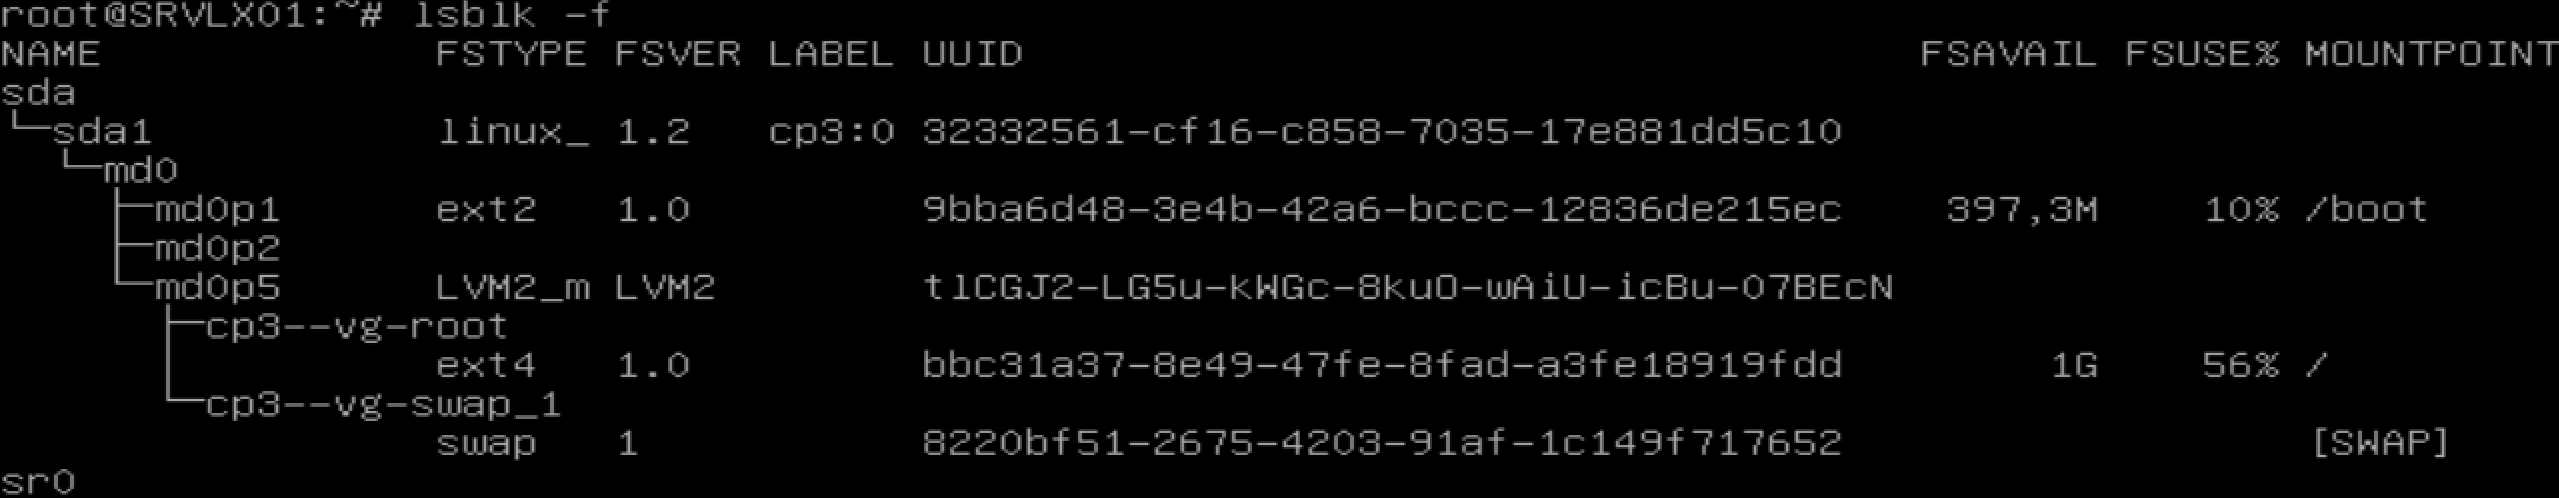 root@SRVLX01:~# lsblk -f
NAME FSTYPE FSVER LABEL UUID FSAVAIL FSUSE% MOUNTPOINT
sda
└─sda1 linux_ 1.2 cp3:0 32332561-cf16-c858-7035-17e881dd5c10
└─md0
├─md0p1 ext2 1.0 9bba6d48-3e4b-42a6-bccc-12836de215ec 397,3M 10% /boot
├─md0p2
└─md0p5 LVM2_m LVM2 tlCGJ2-LG5u-kWGc-8ku0-wAiU-icBu-07BEcN
├─cp3--vg-root
│ ext4 1.0 bbc31a37-8e49-47fe-8fad-a3fe18919fdd 1G 56% /
└─cp3--vg-swap_1
swap 1 8220bf51-2675-4203-91af-1c149f717652 [SWAP]
sr0